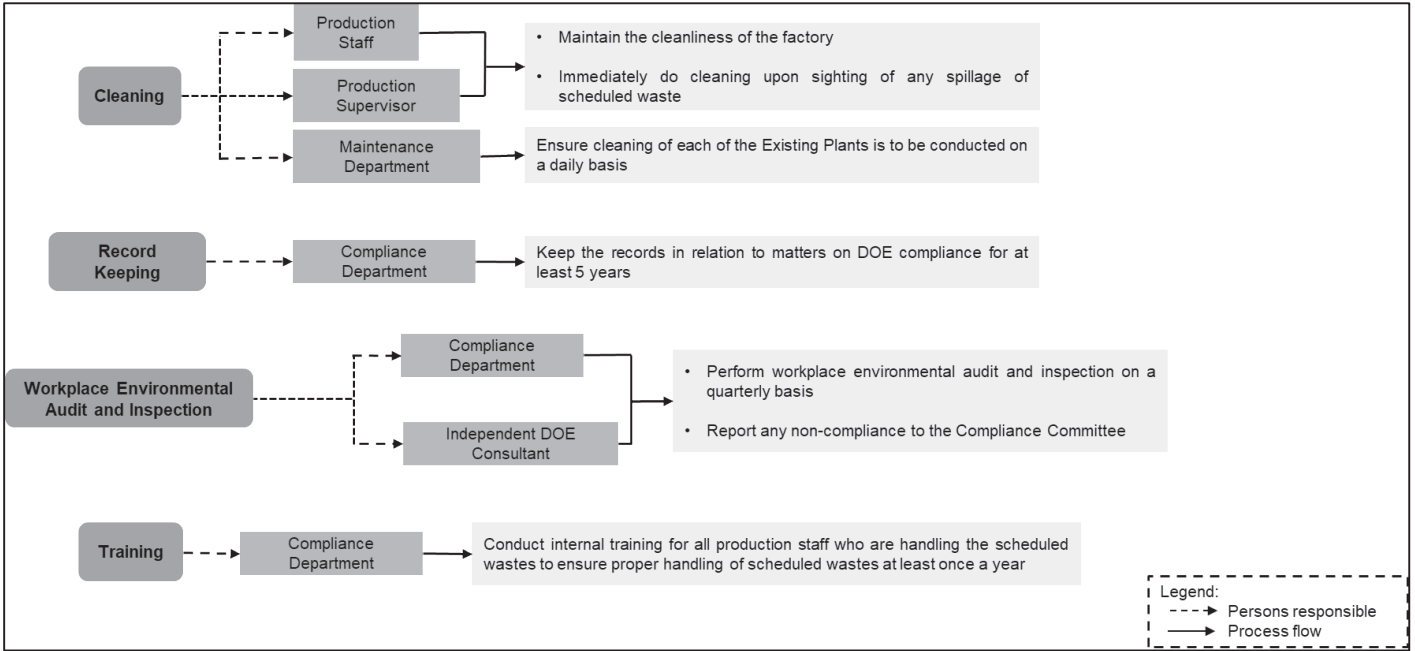 Cleaning
Production
Staff
Production
Supervisor
• Maintain the cleanliness of the factory
• Immediately do cleaning upon sighting of any spillage of
scheduled waste
Maintenance
Department
Ensure cleaning of each of the Existing Plants is to be conducted on
a daily basis
Record
Keeping
Compliance
Department
Keep the records in relation to matters on DOE compliance for at
least 5 years
Workplace Environmental
Audit and Inspection
Compliance
Department
Independent DOE
Consultant
• Perform workplace environmental audit and inspection on a
quarterly basis
• Report any non-compliance to the Compliance Committee
Training
Compliance
Department
Conduct internal training for all production staff who are handling the scheduled
wastes to ensure proper handling of scheduled wastes at least once a year
Legend:
Persons responsible
Process flow